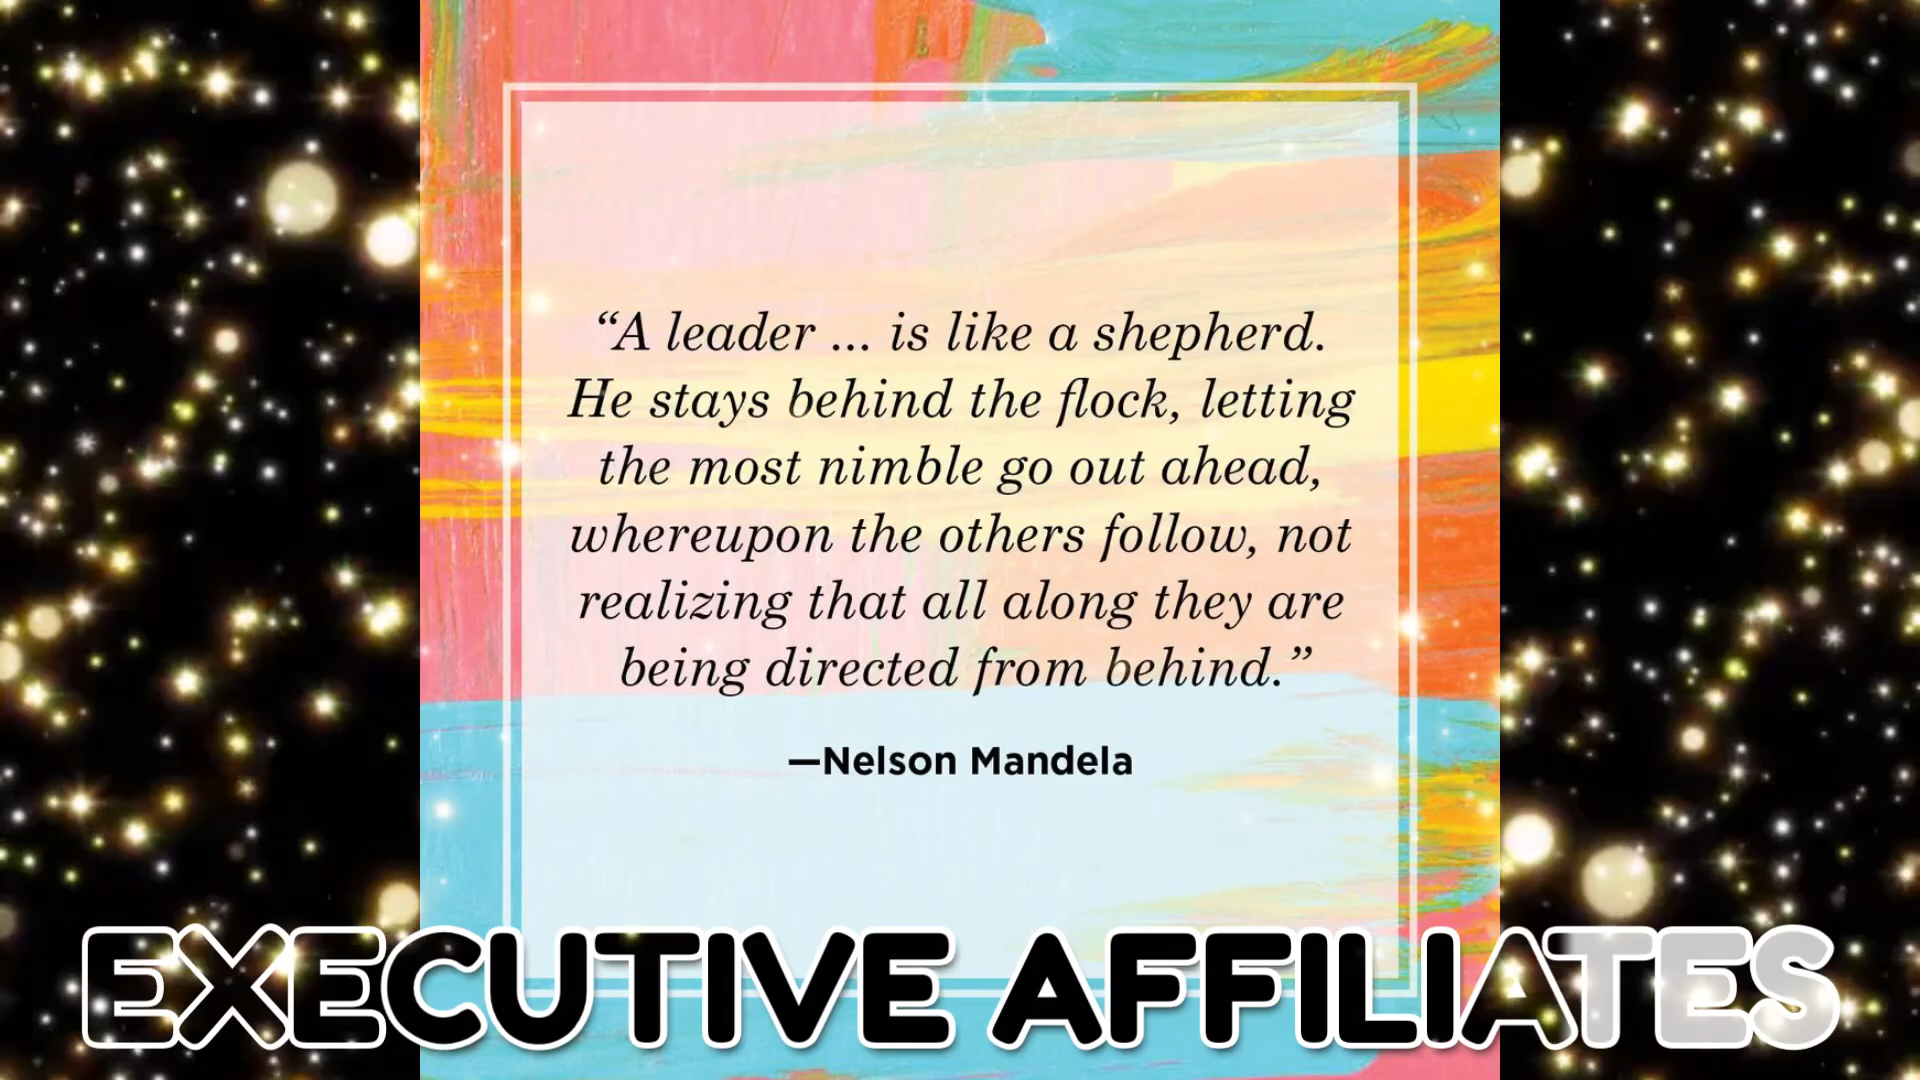 “A leader ... is like a shepherd.
He stays behind the flock, letting
the most nimble go out ahead,
whereupon the others follow, not
realizing that all along they are
being directed from behind.”
—Nelson Mandela
EXECUTIVE AFFILIATES